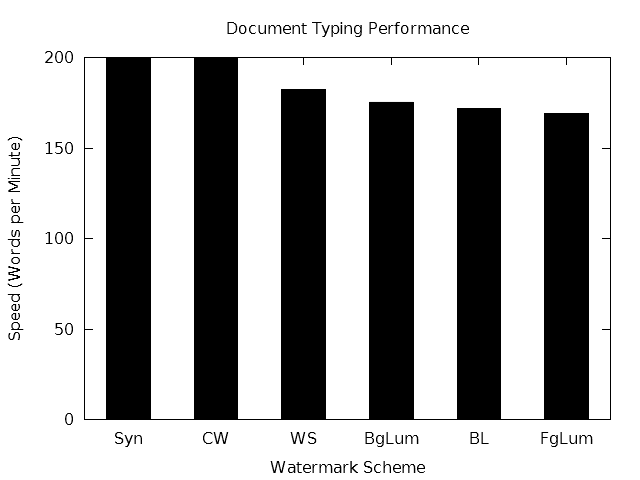 Document Typing Performance
200
150
100
50
0
Speed (Words per Minute)
Syn CW WS BgLum BL FgLum
Watermark Scheme